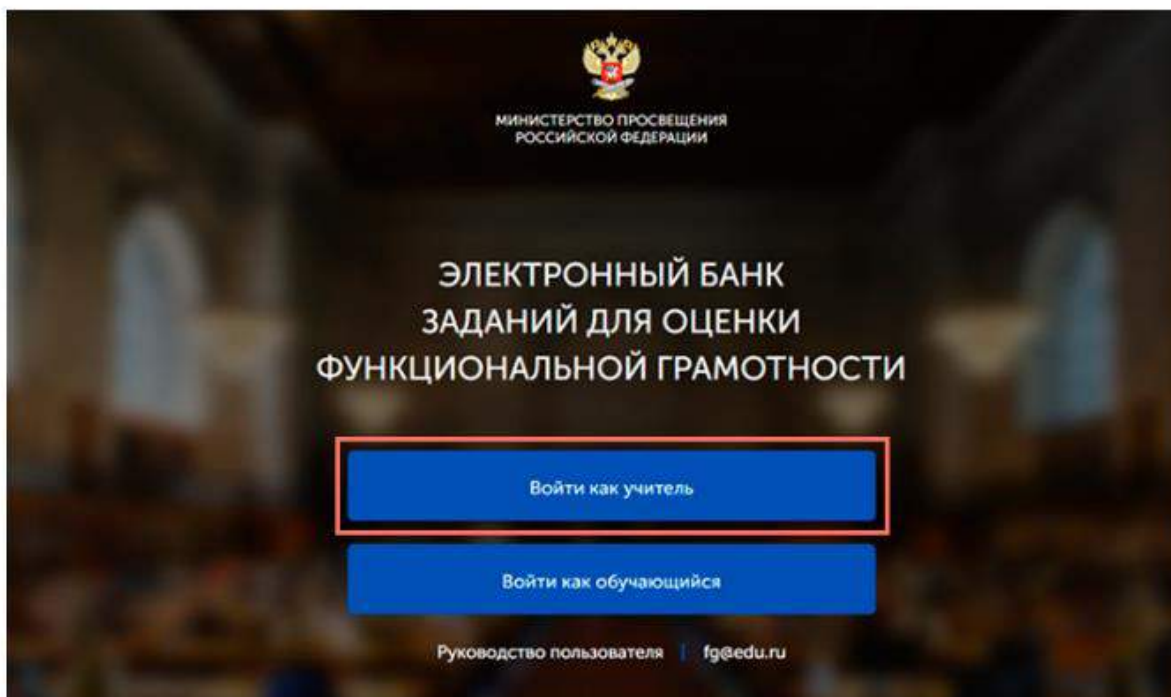 МИНИСТЕРСТВО ПРОСВЕЩЕНИЯ
РОССИЙСКОЙ ФЕДЕРАЦИИ
ЭЛЕКТРОННЫЙ БАНК
ЗАДАНИЙ ДЛЯ ОЦЕНКИ
ФУНКЦИОНАЛЬНОЙ ГРАМОТНОСТИ
Войти как учитель
Войти как обучающийся
Руководство пользователя | fg@edu.ru